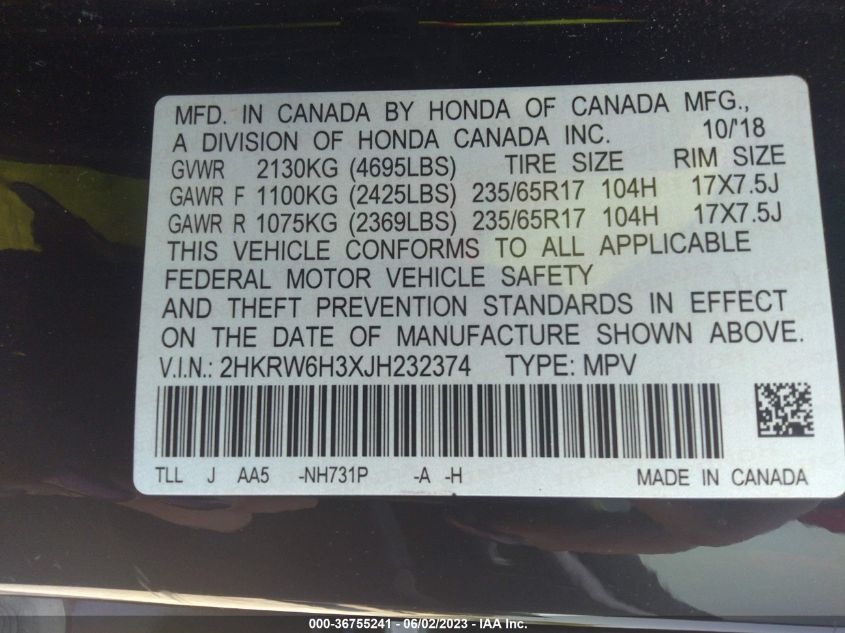 MFD. IN CANADA BY HONDA OF CANADA MFG.,
A DIVISION OF HONDA CANADA INC. 10/'18
GVWR 2130KG (4695LBS) TIRE SIZE RIM SIZE
GAWR F 1100KG (2425LBS) 235/65R17 104H 17X7.5J
GAWR R 1075KG (2369LBS) 235/65R17 104H 17X7.5J
THIS VEHICLE CONFORMS TO ALL APPLICABLE
FEDERAL MOTOR VEHICLE SAFETY
AND THEFT PREVENTION STANDARDS IN EFFECT
ON THE DATE OF MANUFACTURE SHOWN ABOVE.
V.I.N.: 2HKRW6H3XJH232374 TYPE: MPV
TLL J AA5 -NH731P -A -H MADE IN CANADA
000-36755241 - 06/02/2023 - IAA Inc.